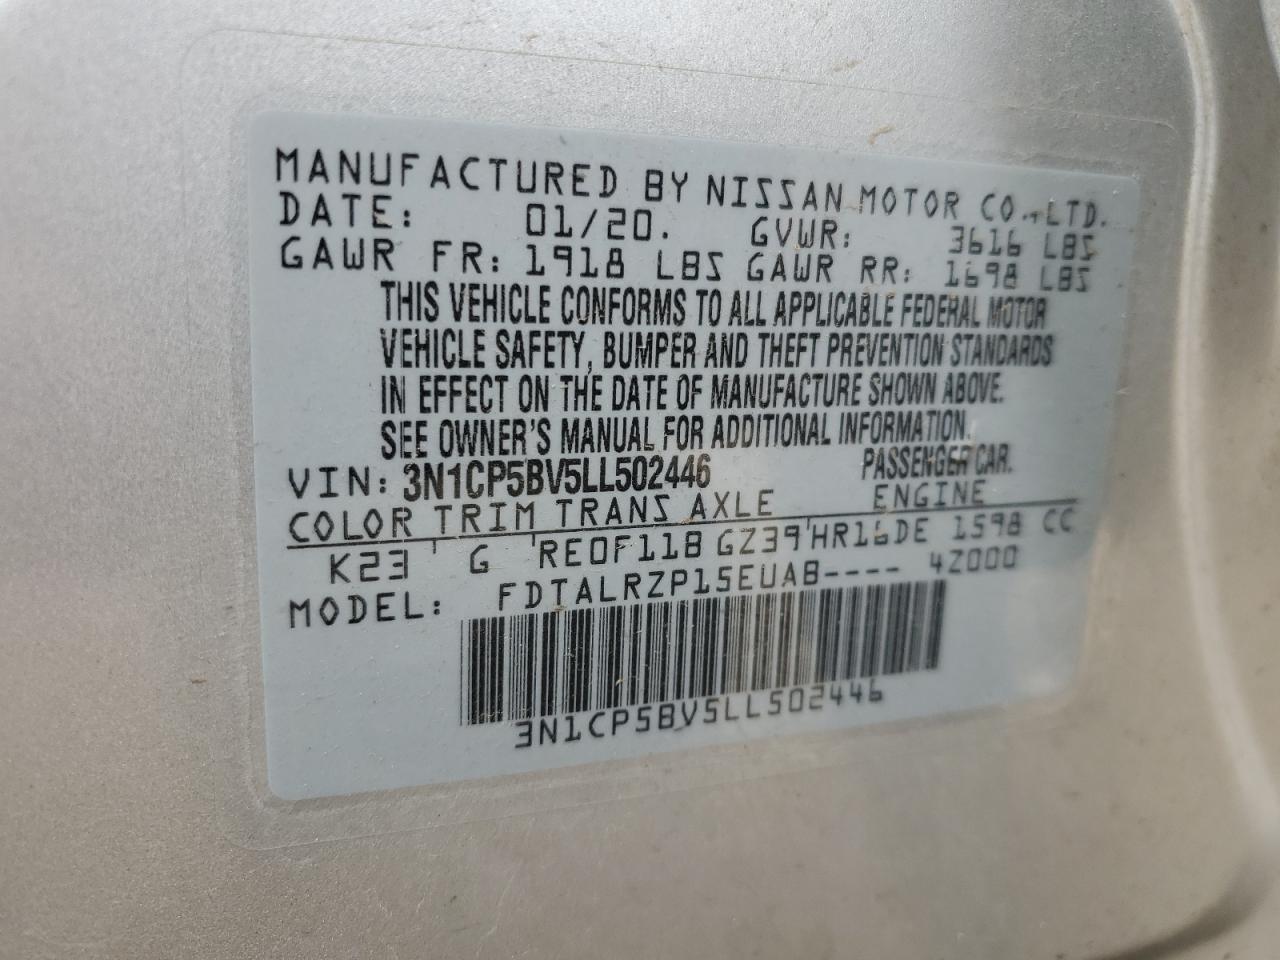 MANUFACTURED BY NISSAN MOTOR CO., LTD.
DATE: 01/20. GVWR: 3616 LBS
GAWR FR: 1918 LBS GAWR RR: 1698 LBS
THIS VEHICLE CONFORMS TO ALL APPLICABLE FEDERAL MOTOR
VEHICLE SAFETY, BUMPER AND THEFT PREVENTION STANDARDS
IN EFFECT ON THE DATE OF MANUFACTURE SHOWN ABOVE.
SEE OWNER'S MANUAL FOR ADDITIONAL INFORMATION.
VIN: 3N1CP5BV5LL502446 PASSENGER CAR.
COLOR TRIM TRANS AXLE ENGINE
K23 ' G 'RE0F11B GZ39'HR16DE 1598 CC
MODEL: FDTALRZP15EUAB---- 4Z000
3N1CP5BV5LL502446